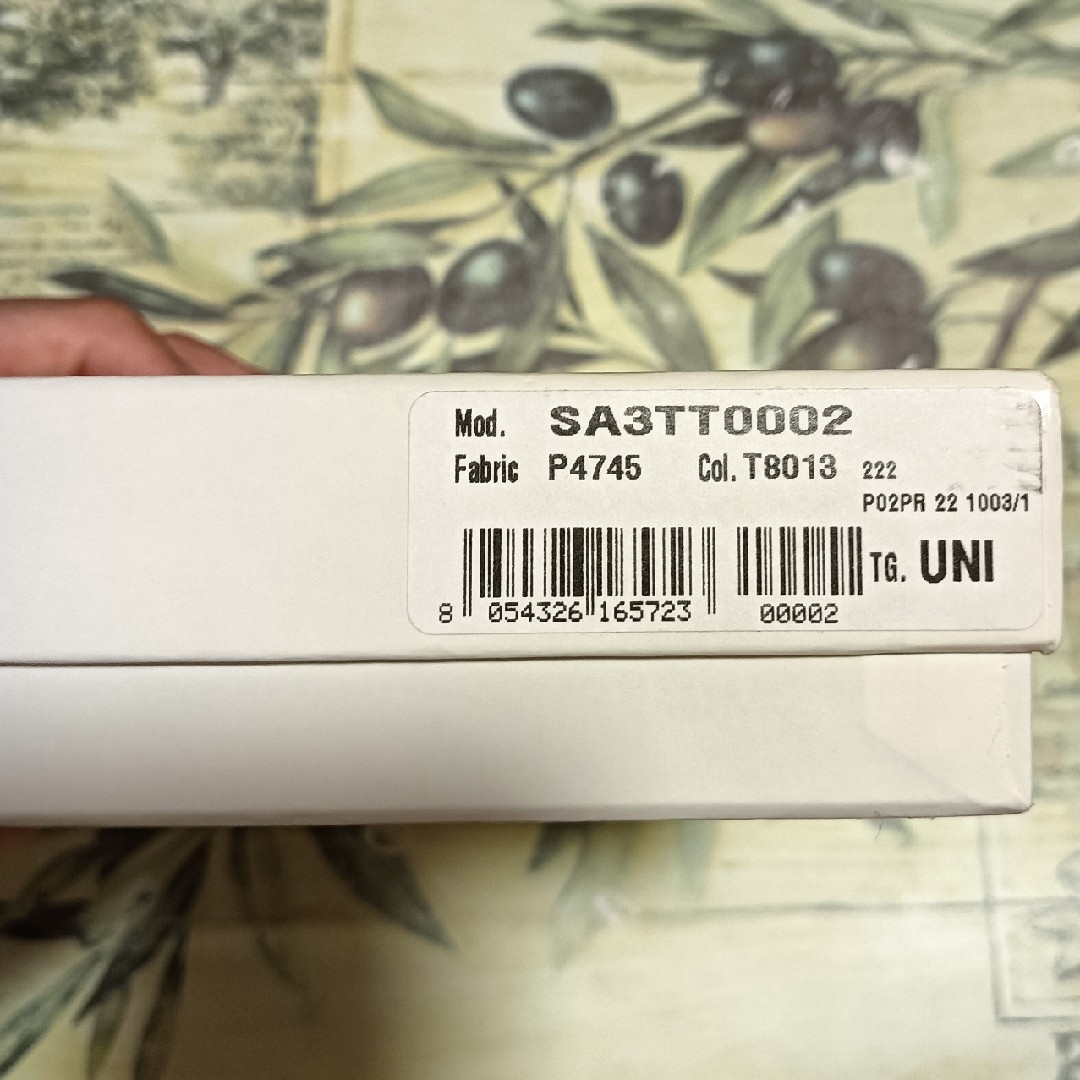 Mod. SA3TT0002
Fabric P4745 Col. T8013 222
P02PR 22 1003/1
TG. UNI
8 054326 165723 00002